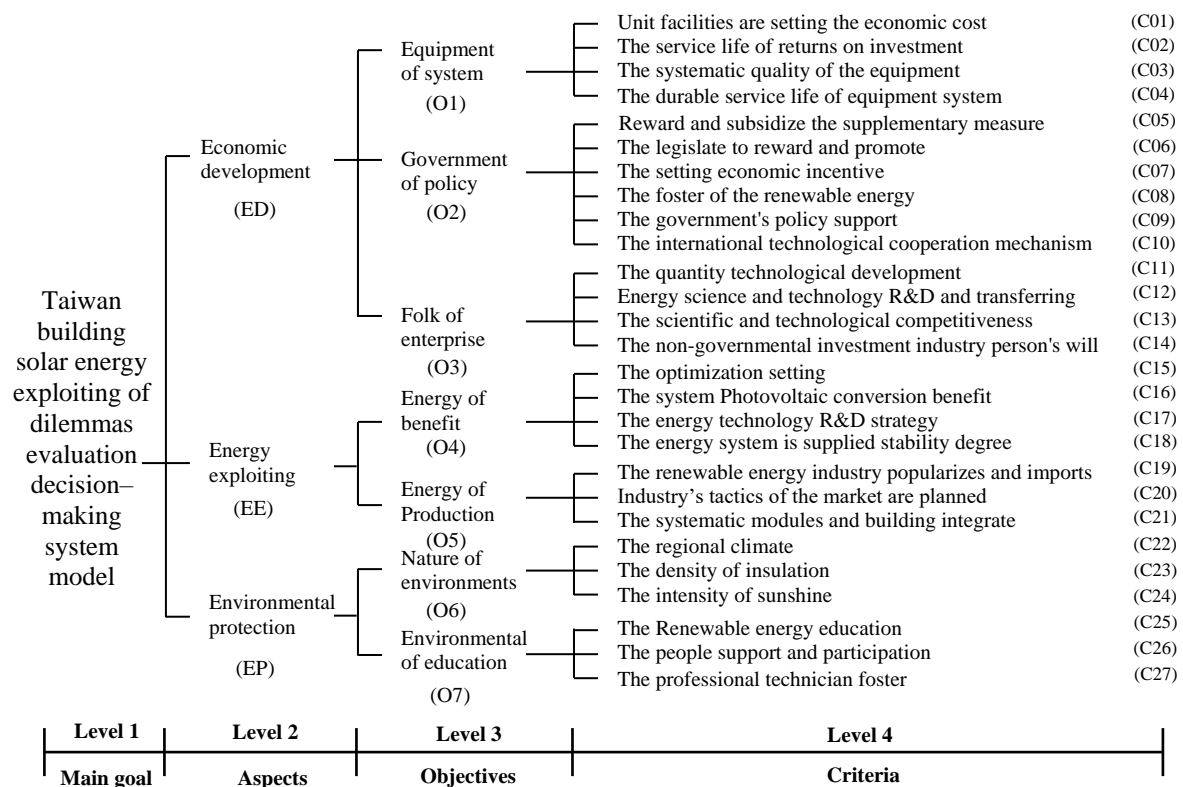 Taiwan
building
solar energy
exploiting of
dilemmas
evaluation
decision–
making
system
model
Economic
development
(ED)
Energy
exploiting
(EE)
Environmental
protection
(EP)
Equipment
of system
(O1)
Government
of policy
(O2)
Folk of
enterprise
(O3)
Energy of
benefit
(O4)
Energy of
Production
(O5)
Nature of
environments
(O6)
Environmental
of education
(O7)
Unit facilities are setting the economic cost (C01)
The service life of returns on investment (C02)
The systematic quality of the equipment (C03)
The durable service life of equipment system (C04)
Reward and subsidize the supplementary measure (C05)
The legislate to reward and promote (C06)
The setting economic incentive (C07)
The foster of the renewable energy (C08)
The government's policy support (C09)
The international technological cooperation mechanism (C10)
The quantity technological development (C11)
Energy science and technology R&D and transferring (C12)
The scientific and technological competitiveness (C13)
The non-governmental investment industry person's will (C14)
The optimization setting (C15)
The system Photovoltaic conversion benefit (C16)
The energy technology R&D strategy (C17)
The energy system is supplied stability degree (C18)
The renewable energy industry popularizes and imports (C19)
Industry’s tactics of the market are planned (C20)
The systematic modules and building integrate (C21)
The regional climate (C22)
The density of insulation (C23)
The intensity of sunshine (C24)
The Renewable energy education (C25)
The people support and participation (C26)
The professional technician foster (C27)
Level 1 Level 2 Level 3 Level 4
Main goal Aspects Objectives Criteria